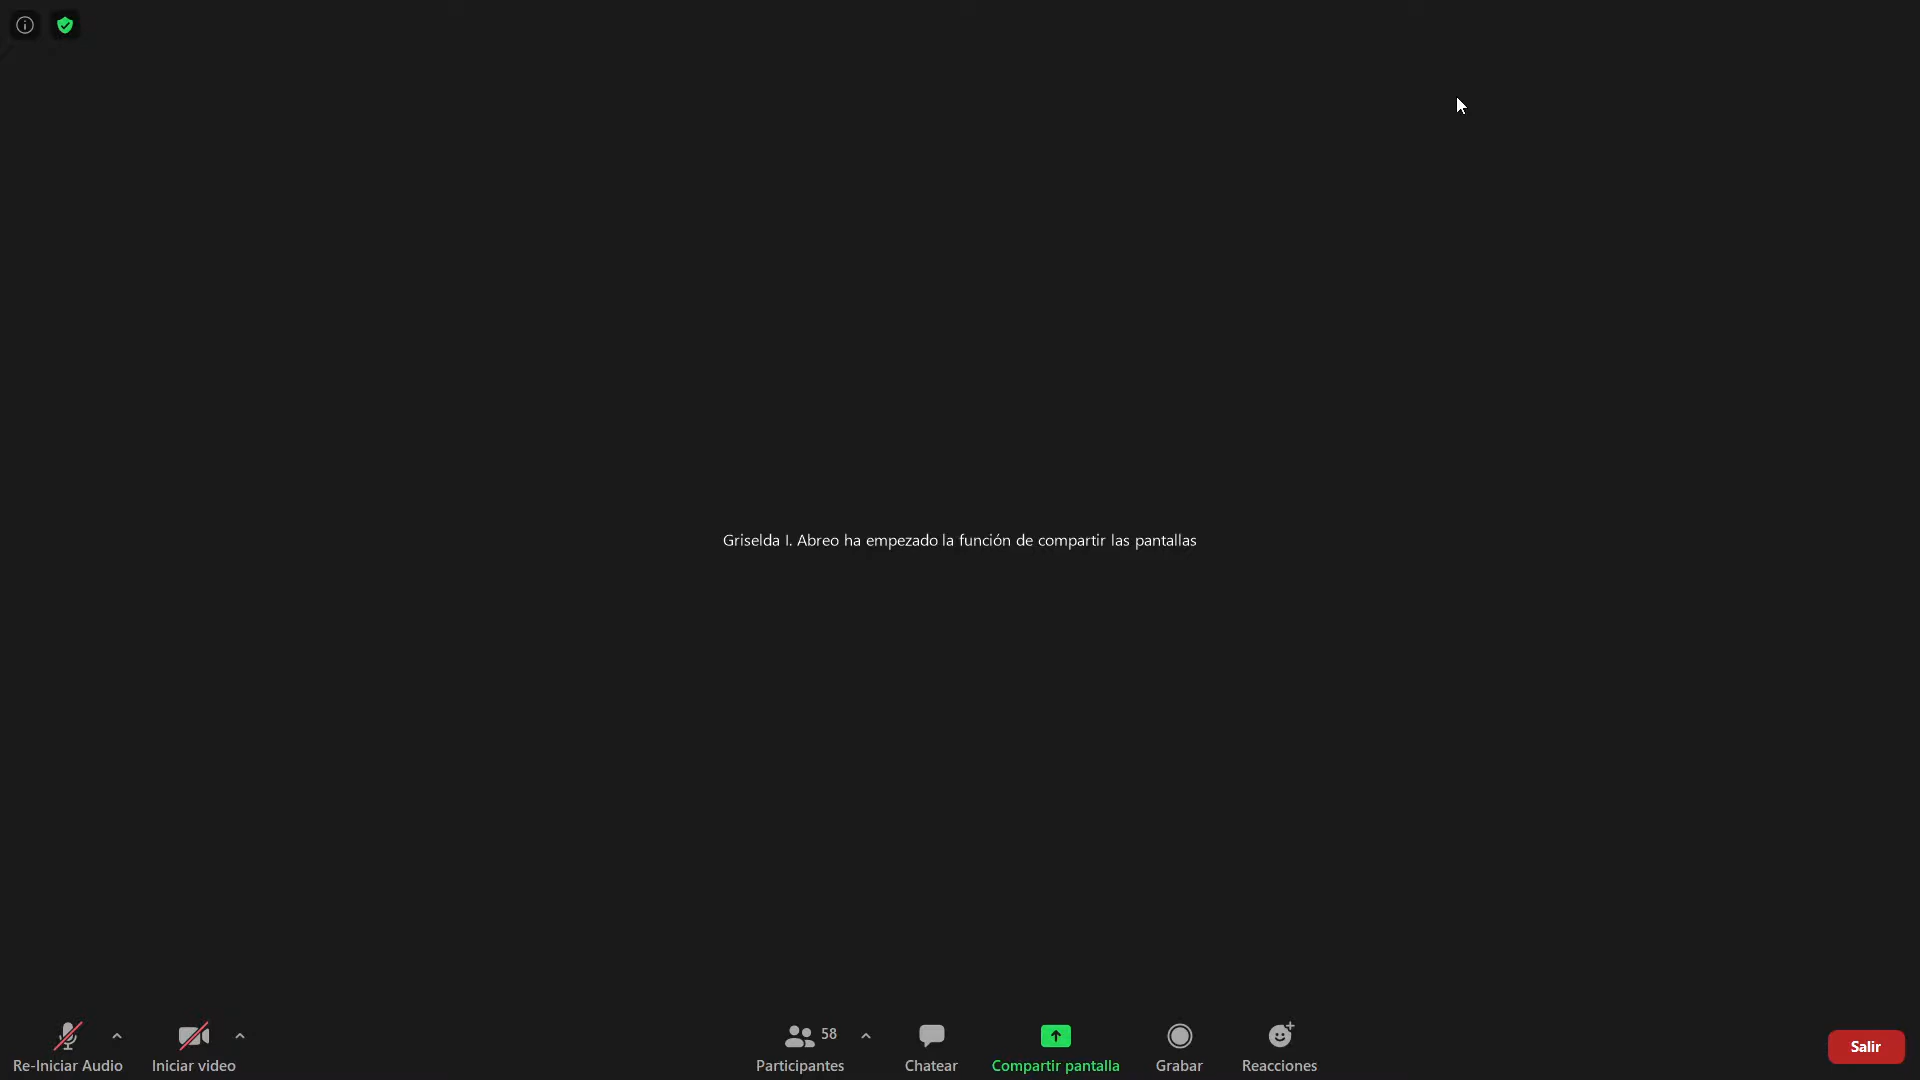 Griselda I. Abreo ha empezado la función de compartir las pantallas
Re-Iniciar Audio
Iniciar video
58
Participantes
Chatear
Compartir pantalla
Grabar
Reacciones
Salir